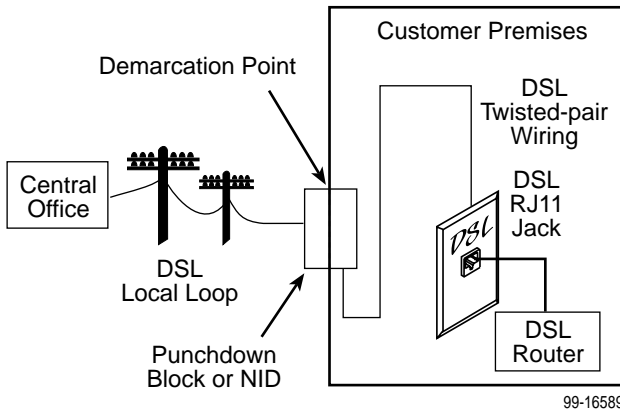 Customer Premises
Demarcation Point
DSL
Twisted-pair
Wiring
Central
Office
DSL
RJ11
Jack
DSL
DSL
Local Loop
Punchdown
Block or NID
DSL
Router
99-16589